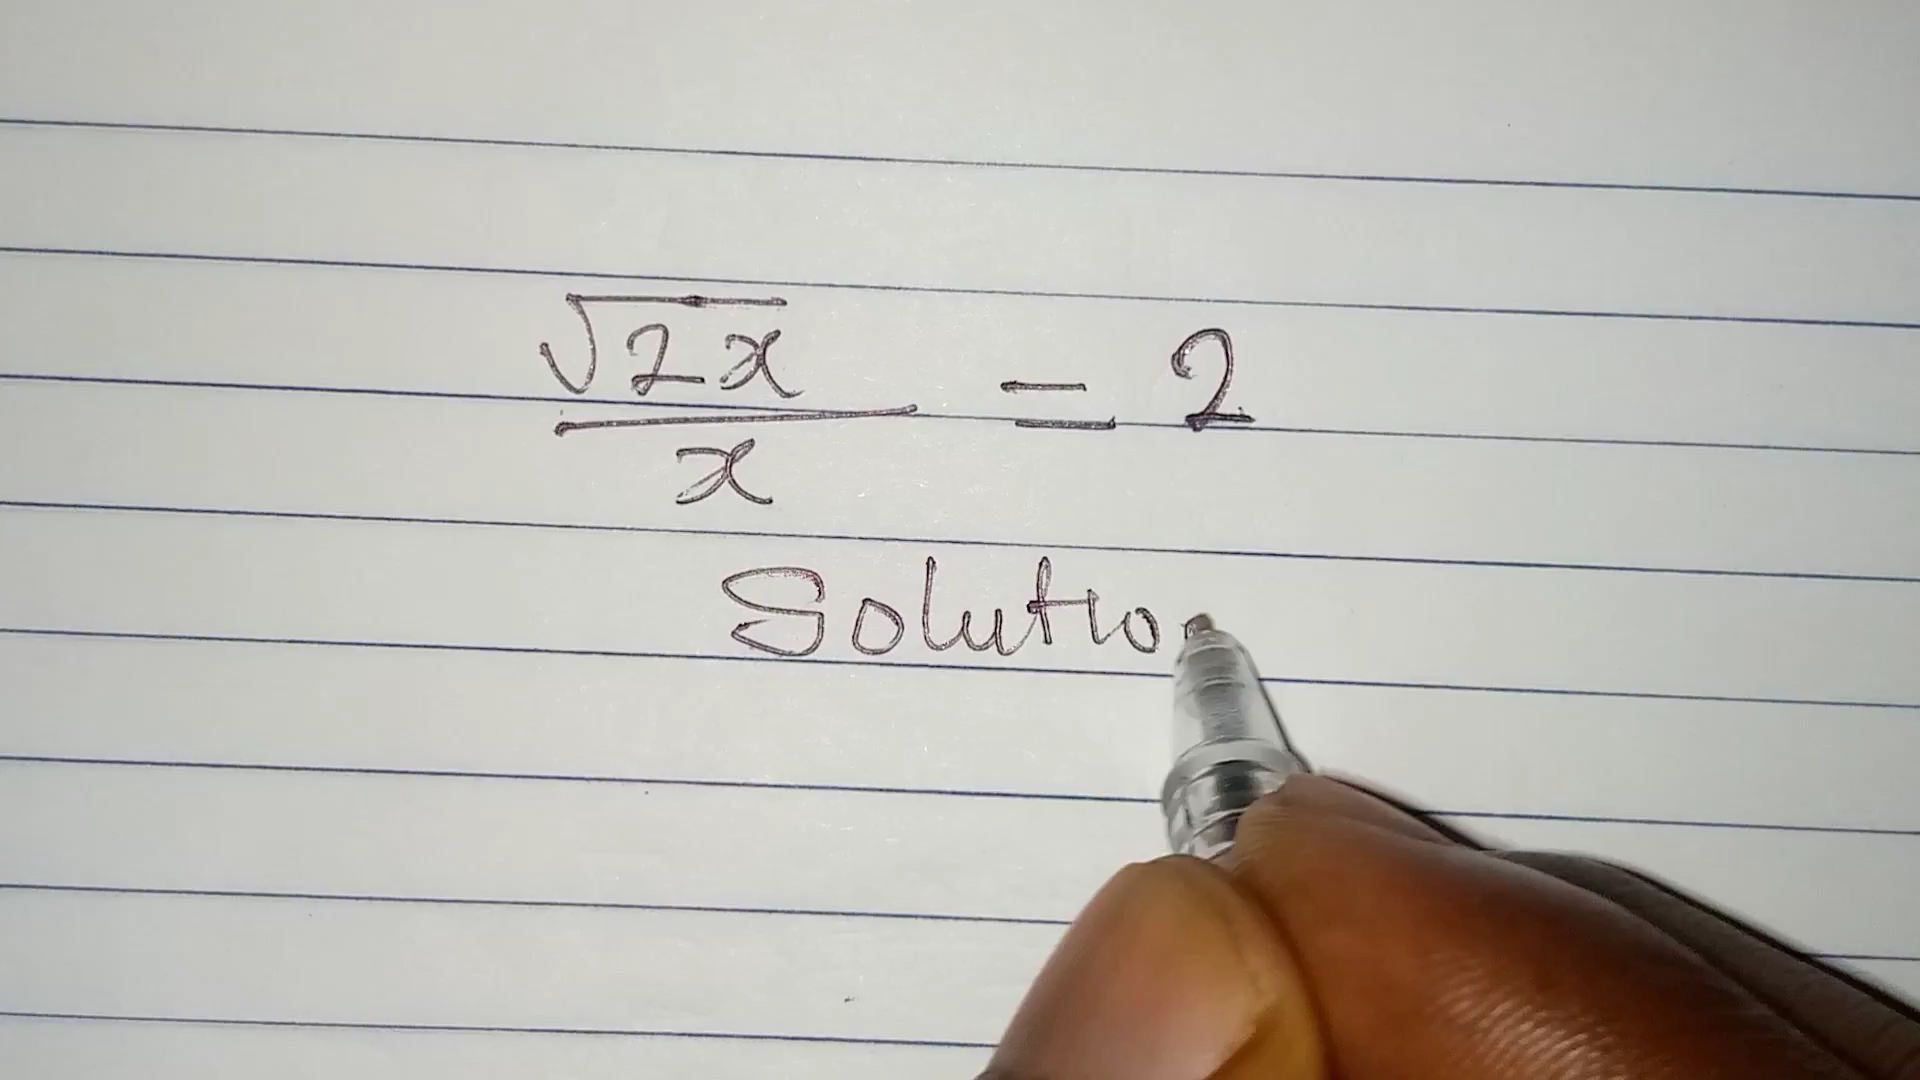 √2x / x = 2
Solutio